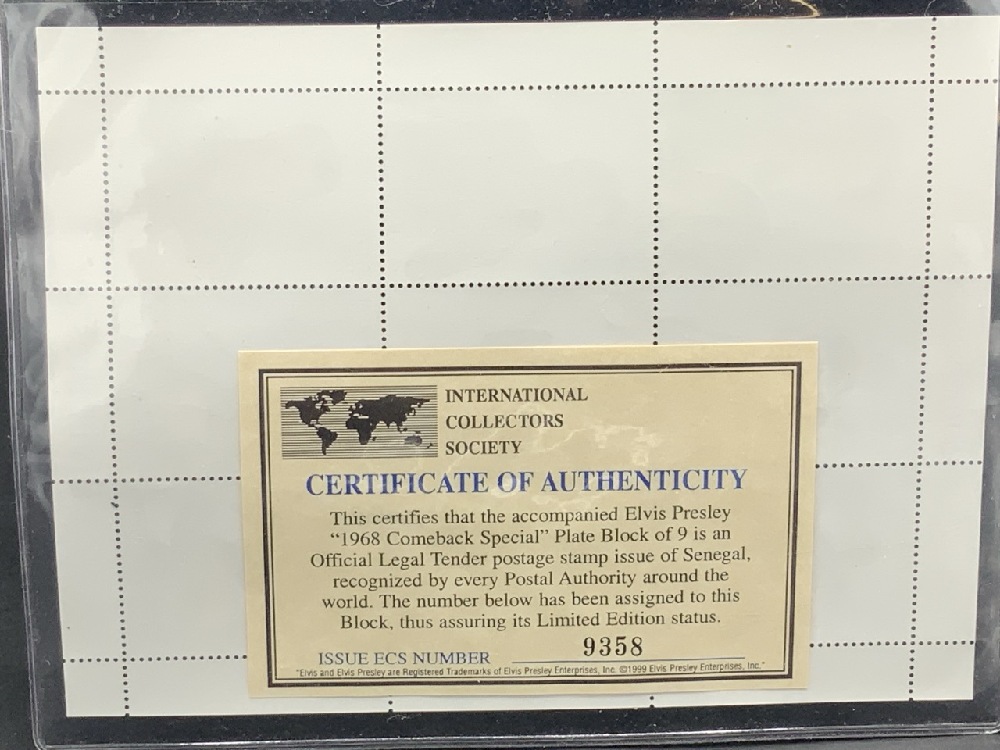 INTERNATIONAL
COLLECTORS
SOCIETY
CERTIFICATE OF AUTHENTICITY
This certifies that the accompanied Elvis Presley
"1968 Comeback Special" Plate Block of 9 is an
Official Legal Tender postage stamp issue of Senegal,
recognized by every Postal Authority around the
world. The number below has been assigned to this
Block, thus assuring its Limited Edition status.
ISSUE ECS NUMBER 9358
"Elvis and Elvis Presley are Registered Trademarks of Elvis Presley Enterprises, Inc. ©1999 Elvis Presley Enterprises, Inc."